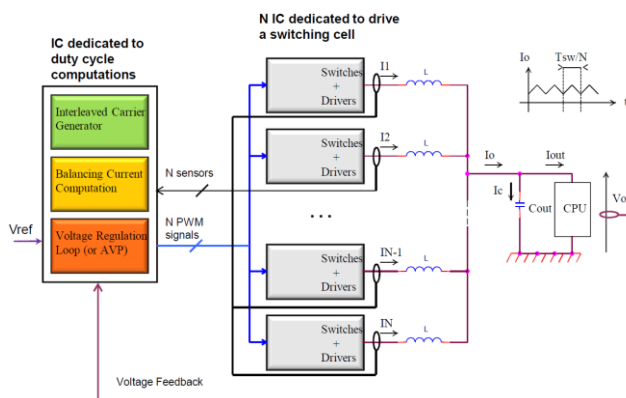 N IC dedicated to drive
a switching cell
IC dedicated to
duty cycle
computations
Interleaved Carrier
Generator
Balancing Current
Computation
Voltage Regulation
Loop (or AVP)
Vref
N sensors
N PWM
signals
Voltage Feedback
Switches
+
Drivers
I1
L
Switches
+
Drivers
I2
L
...
Switches
+
Drivers
IN-1
L
Switches
+
Drivers
IN
L
Tsw/N
Io
t
Io
Iout
Ic
Cout
CPU
Vo